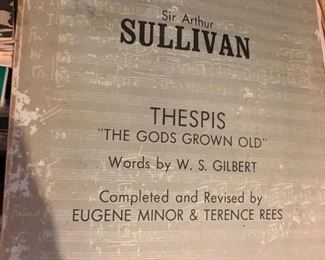 Sir Arthur
SULLIVAN
THESPIS
"THE GODS GROWN OLD"
Words by W. S. GILBERT
Completed and Revised by
EUGENE MINOR & TERENCE REES